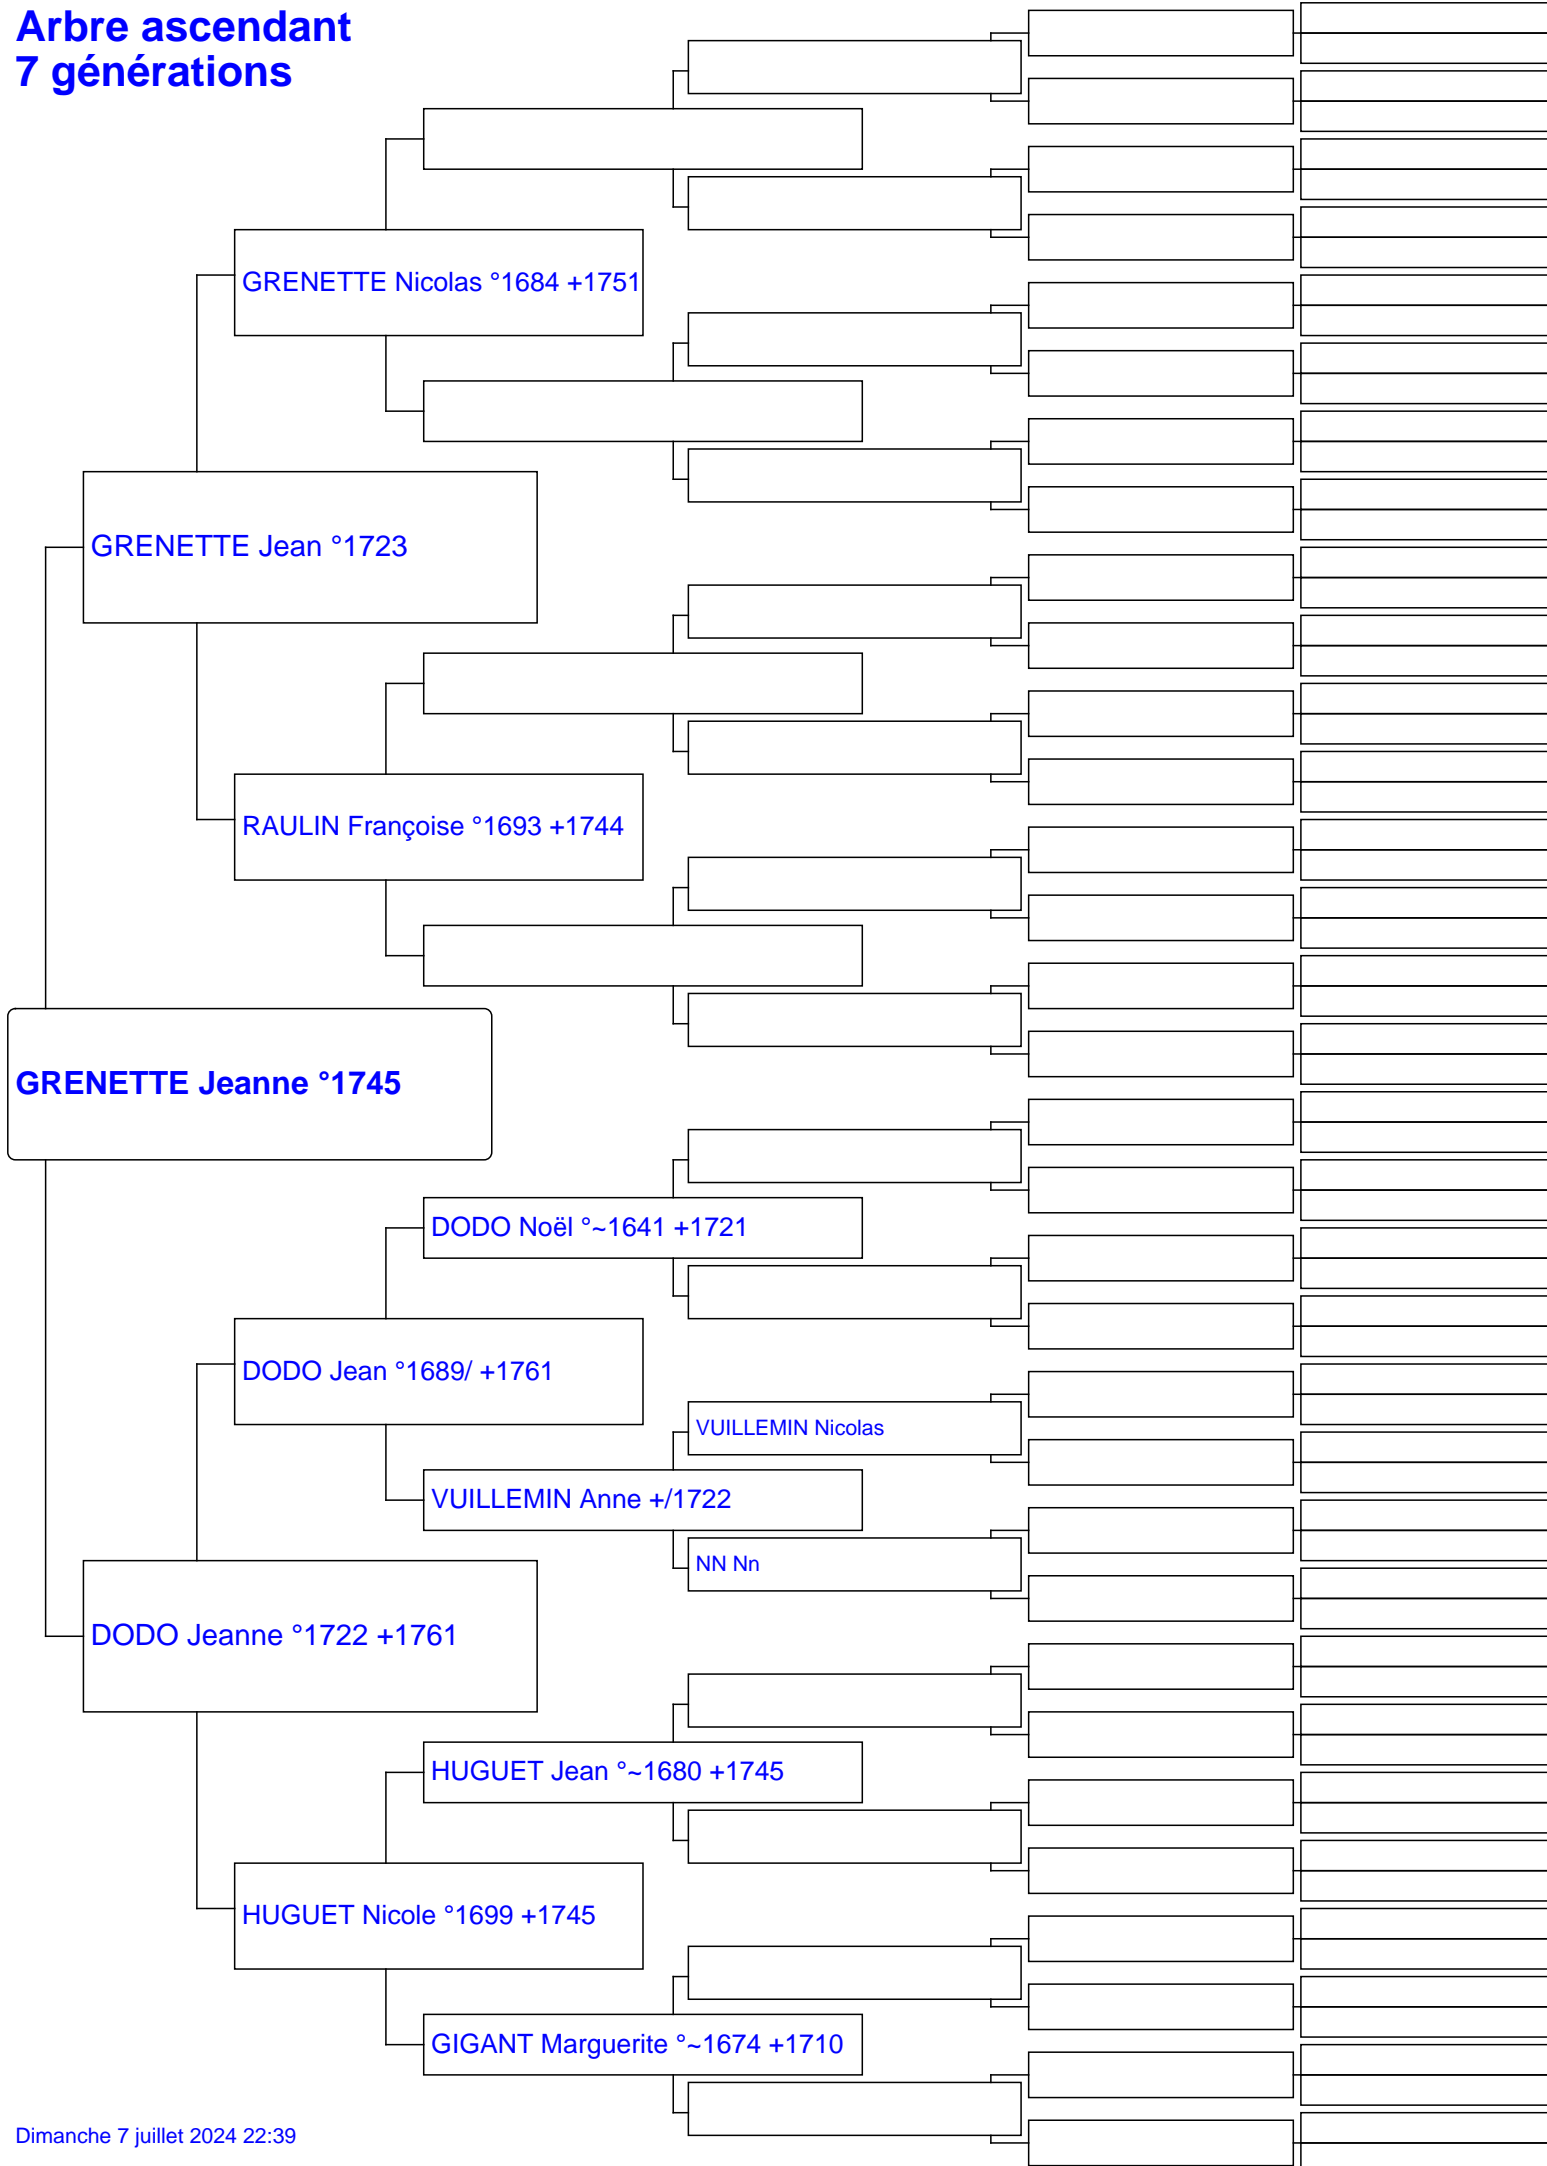 Arbre ascendant
7 générations
GRENETTE Nicolas °1684 +1751
GRENETTE Jean °1723
RAULIN Françoise °1693 +1744
GRENETTE Jeanne °1745
DODO Noël °~1641 +1721
DODO Jean °1689/ +1761
VUILLEMIN Nicolas
VUILLEMIN Anne +/1722
NN Nn
DODO Jeanne °1722 +1761
HUGUET Jean °~1680 +1745
HUGUET Nicole °1699 +1745
GIGANT Marguerite °~1674 +1710
Dimanche 7 juillet 2024 22:39